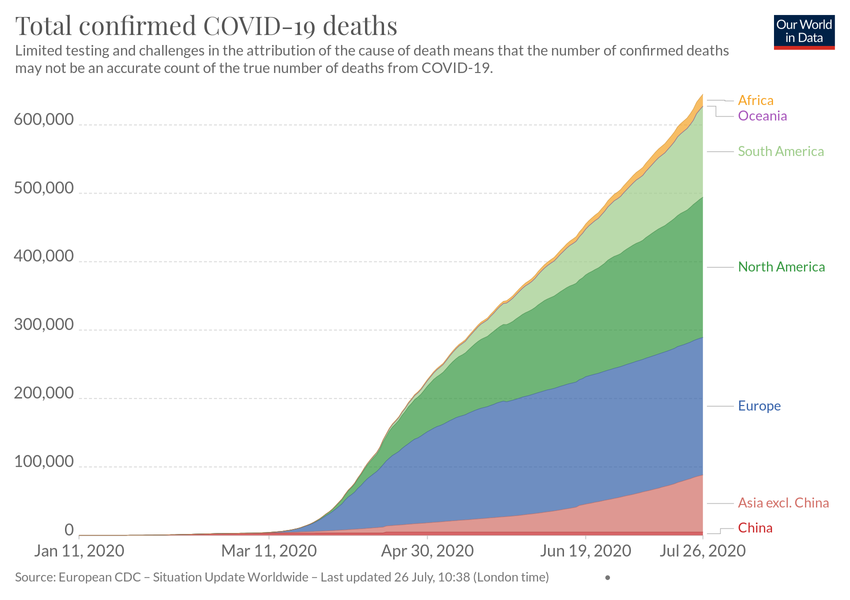 Total confirmed COVID-19 deaths
Our World
in Data
Limited testing and challenges in the attribution of the cause of death means that the number of confirmed deaths
may not be an accurate count of the true number of deaths from COVID-19.
600,000
500,000
400,000
300,000
200,000
100,000
0
Africa
Oceania
South America
North America
Europe
Asia excl. China
China
Jan 11, 2020
Mar 11, 2020
Apr 30, 2020
Jun 19, 2020
Jul 26, 2020
Source: European CDC – Situation Update Worldwide – Last updated 26 July, 10:38 (London time)